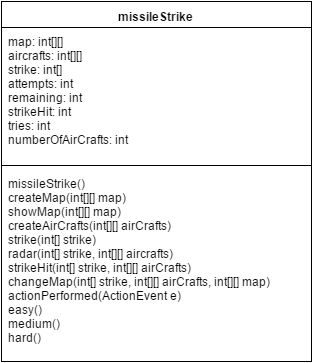 missileStrike
map: int[][]
aircrafts: int[][]
strike: int[]
attempts: int
remaining: int
strikeHit: int
tries: int
numberOfAirCrafts: int
missileStrike()
createMap(int[][] map)
showMap(int[][] map)
createAirCrafts(int[][] airCrafts)
strike(int[] strike)
radar(int[] strike, int[][] aircrafts)
strikeHit(int[] strike, int[][] airCrafts)
changeMap(int[] strike, int[][] airCrafts, int[][] map)
actionPerformed(ActionEvent e)
easy()
medium()
hard()